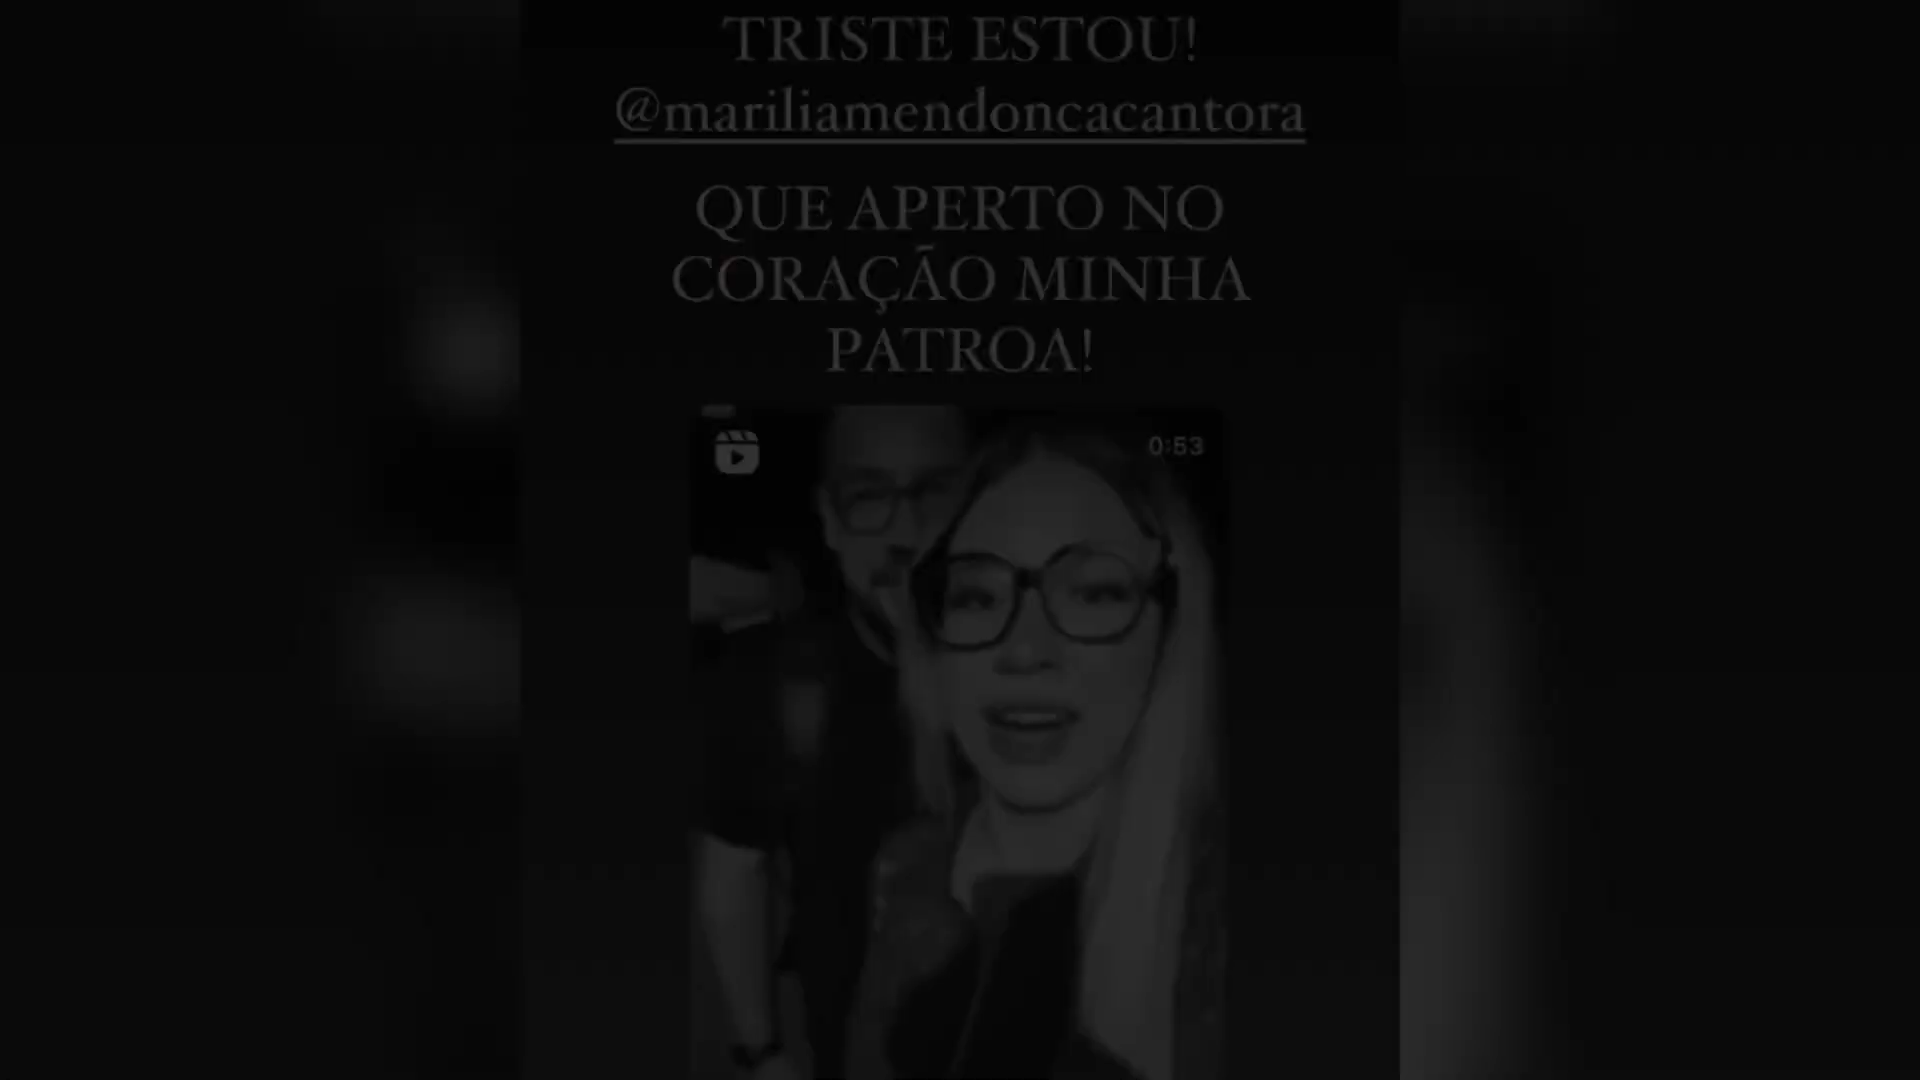 TRISTE ESTOU!
@mariliamendoncacantora
QUE APERTO NO
CORAÇÃO MINHA
PATROA!
0:53